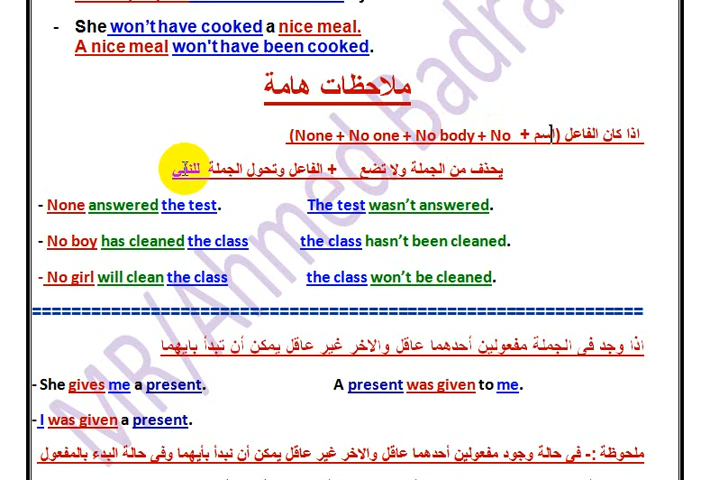 - She won't have cooked a nice meal.
A nice meal won't have been cooked.
ملاحظات هامة
اذا كان الفاعل (اسم + None + No one + No body + No)
يحذف من الجملة ولا تضع + الفاعل وتحول الجملة للنفي
- None answered the test. The test wasn't answered.
- No boy has cleaned the class the class hasn't been cleaned.
- No girl will clean the class the class won't be cleaned.
اذا وجد فى الجملة مفعولين أحدهما عاقل والاخر غير عاقل يمكن أن تبدأ بايهما
- She gives me a present. A present was given to me.
- I was given a present.
ملحوظة :- فى حالة وجود مفعولين أحدهما عاقل والاخر غير عاقل يمكن أن نبدأ بأيهما وفى حالة البدء بالمفعول
MR/Ahmed Badra